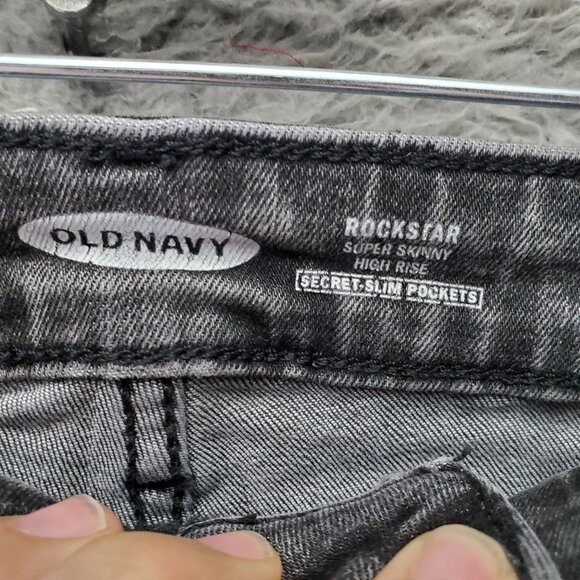 OLD NAVY
ROCKSTAR
SUPER SKINNY
HIGH RISE
SECRET-SLIM POCKETS